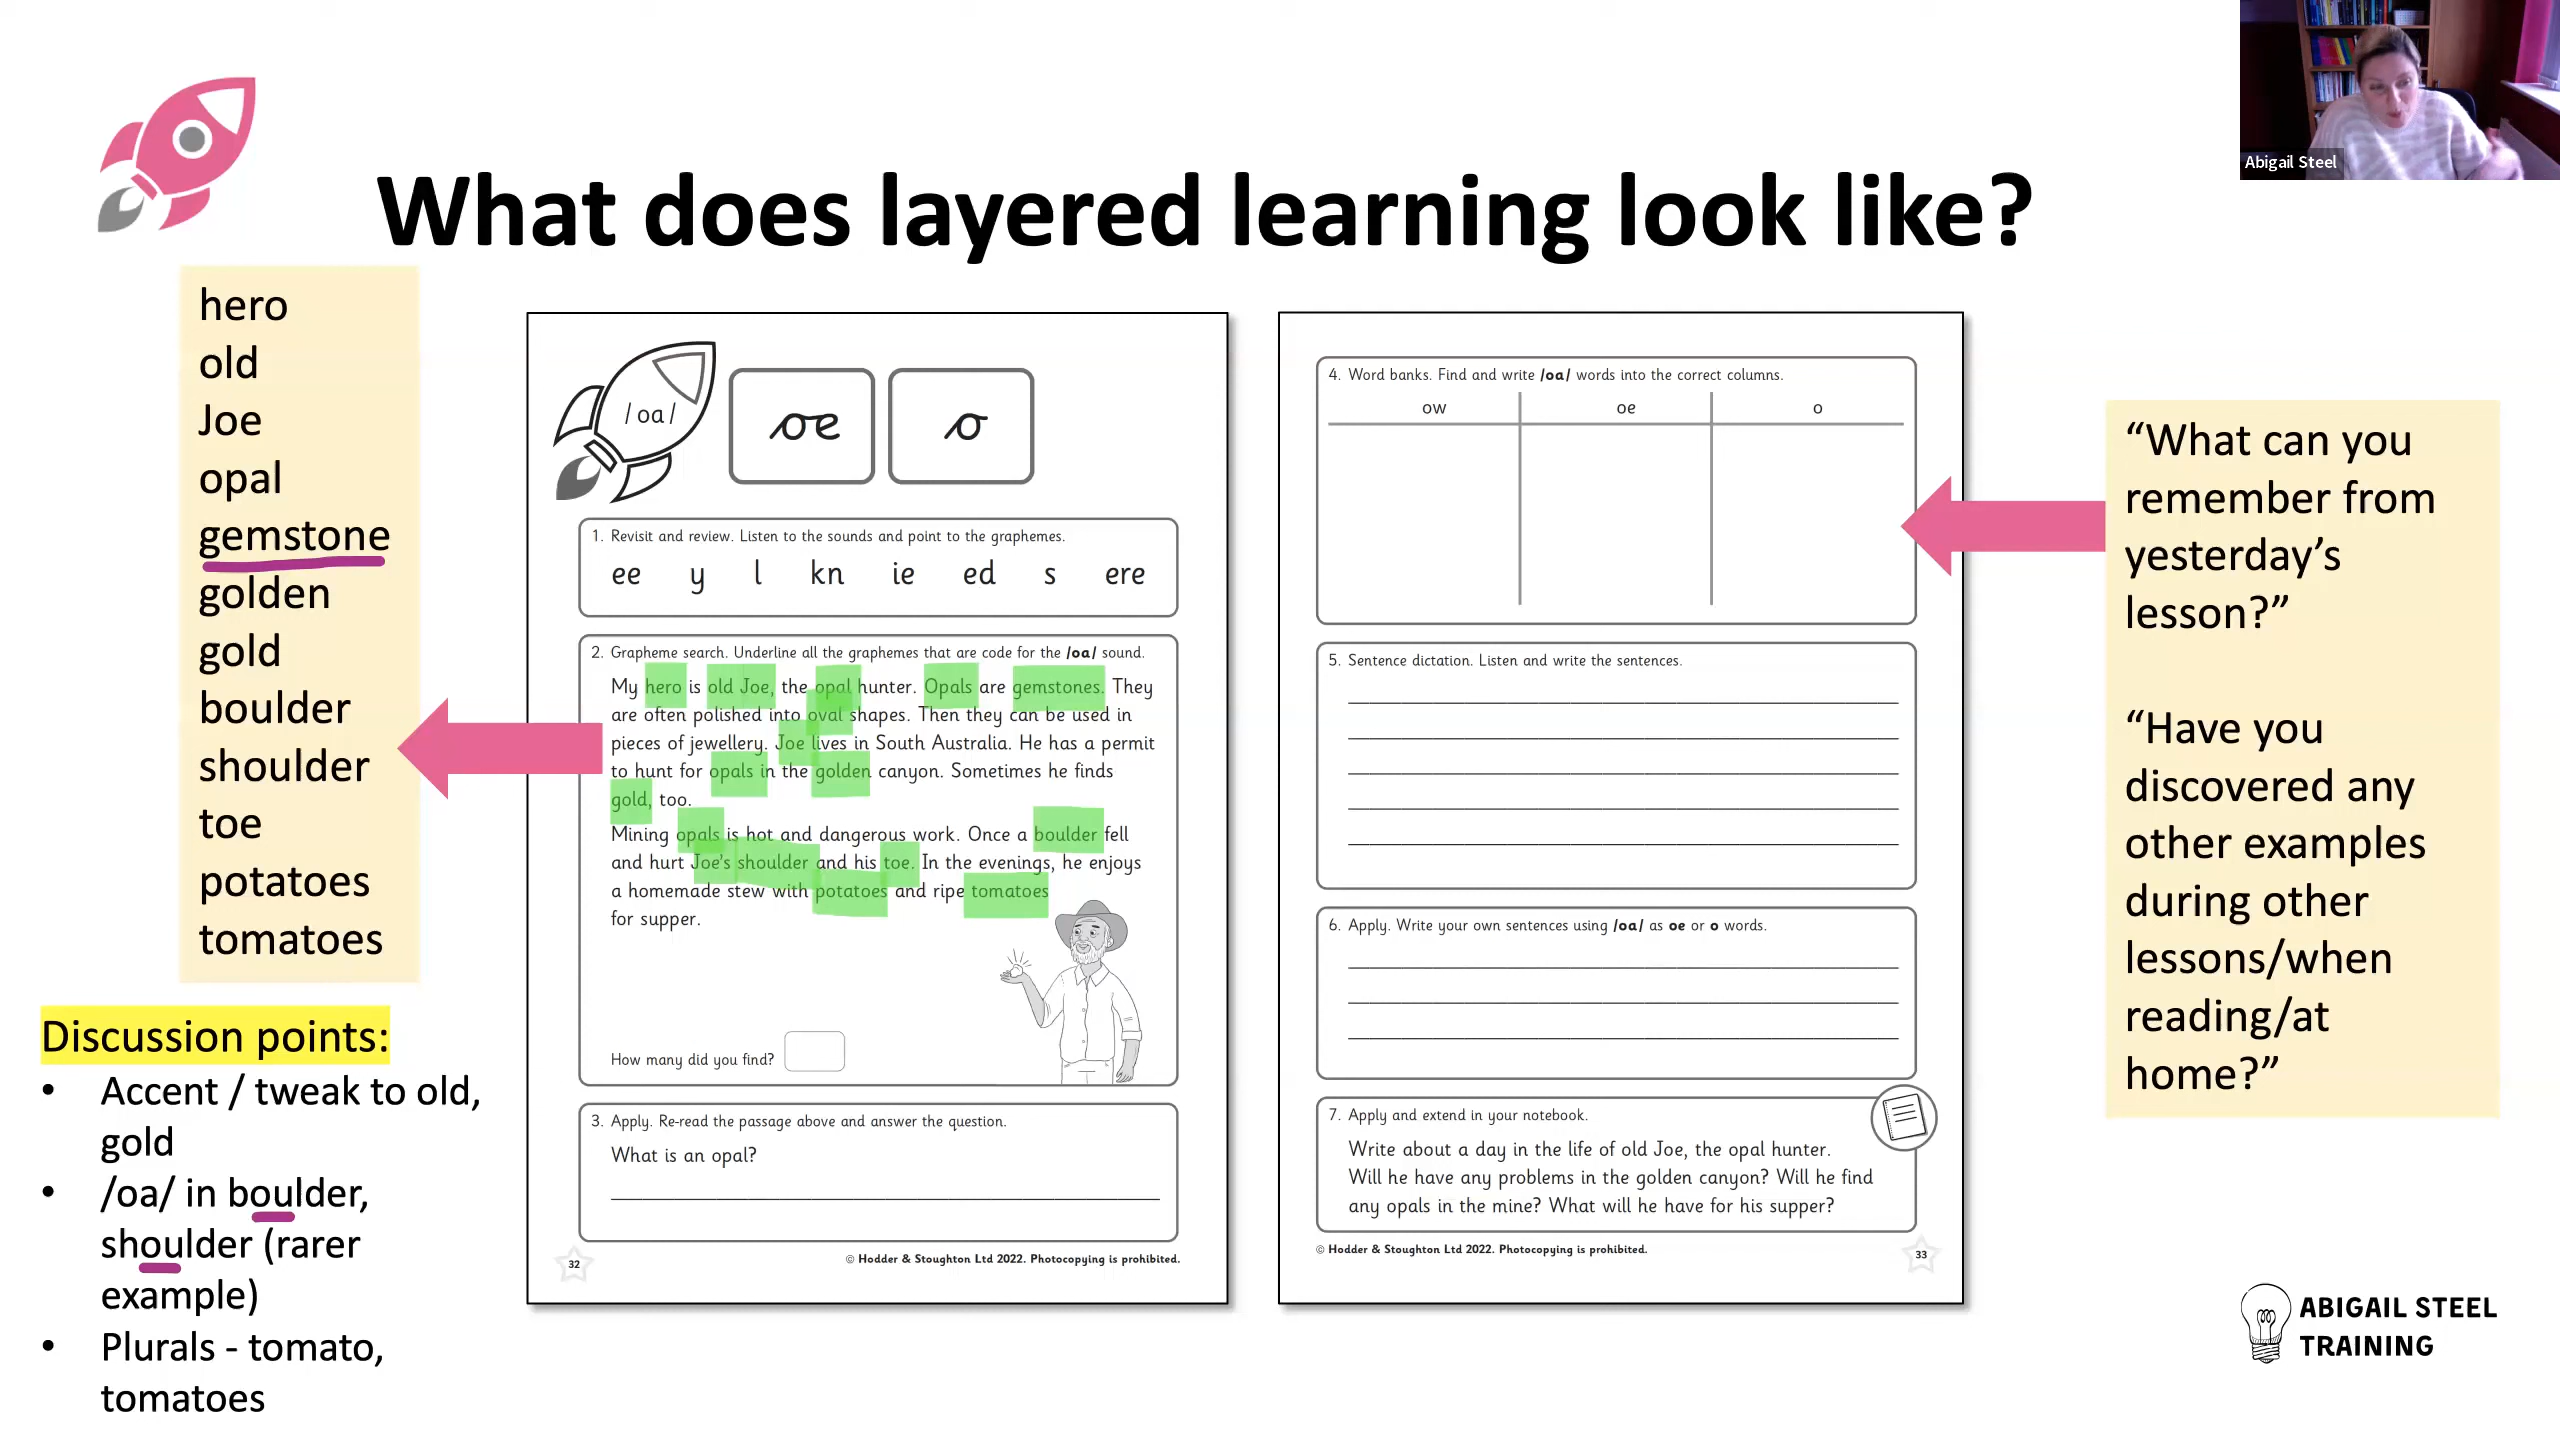 Abigail Steel
What does layered learning look like?
hero
old
Joe
opal
gemstone
golden
gold
boulder
shoulder
toe
potatoes
tomatoes
Discussion points:
• Accent / tweak to old,
gold
• /oa/ in boulder,
shoulder (rarer
example)
• Plurals - tomato,
tomatoes
/oa/
oe
o
1. Revisit and review. Listen to the sounds and point to the graphemes.
ee y l kn ie ed s ere
2. Grapheme search. Underline all the graphemes that are code for the /oa/ sound.
My hero is old Joe, the opal hunter. Opals are gemstones. They
are often polished into oval shapes. Then they can be used in
pieces of jewellery. Joe lives in South Australia. He has a permit
to hunt for opals in the golden canyon. Sometimes he finds
gold, too.
Mining opals is hot and dangerous work. Once a boulder fell
and hurt Joe's shoulder and his toe. In the evenings, he enjoys
a homemade stew with potatoes and ripe tomatoes
for supper.
How many did you find?
3. Apply. Re-read the passage above and answer the question.
What is an opal?
32
© Hodder & Stoughton Ltd 2022. Photocopying is prohibited.
4. Word banks. Find and write /oa/ words into the correct columns.
ow oe o
5. Sentence dictation. Listen and write the sentences.
6. Apply. Write your own sentences using /oa/ as oe or o words.
7. Apply and extend in your notebook.
Write about a day in the life of old Joe, the opal hunter.
Will he have any problems in the golden canyon? Will he find
any opals in the mine? What will he have for his supper?
© Hodder & Stoughton Ltd 2022. Photocopying is prohibited.
33
“What can you
remember from
yesterday’s
lesson?”
“Have you
discovered any
other examples
during other
lessons/when
reading/at
home?”
ABIGAIL STEEL
TRAINING